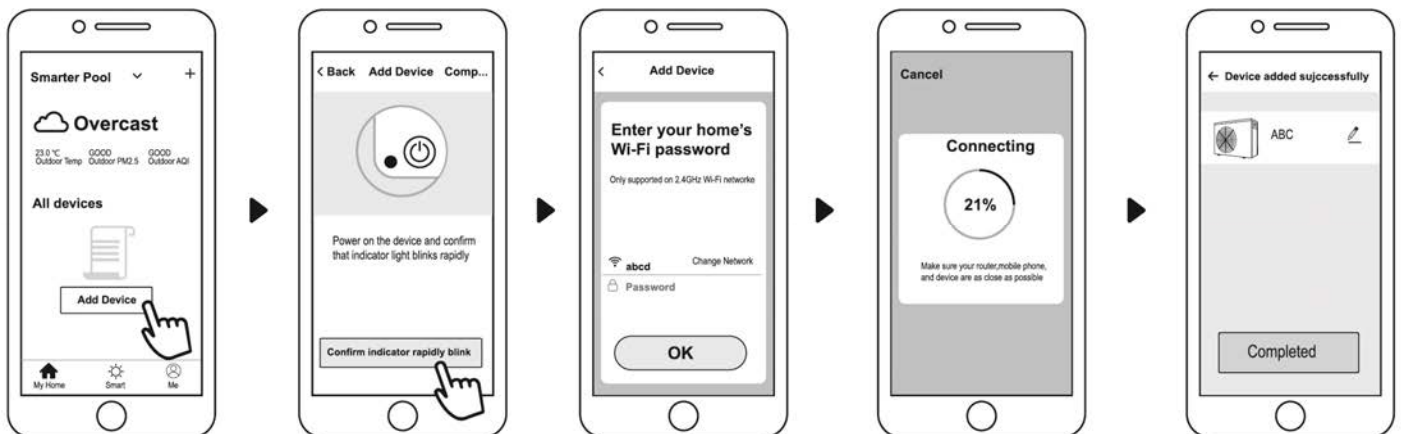 Smarter Pool +
Overcast
23.0 °C GOOD GOOD
Outdoor Temp Outdoor PM2.5 Outdoor AQI
All devices
Add Device
My Home Smart Me
< Back Add Device Comp...
Power on the device and confirm
that indicator light blinks rapidly
Confirm indicator rapidly blink
< Add Device
Enter your home's
Wi-Fi password
Only supported on 2.4GHz Wi-Fi networke
abcd Change Network
Password
OK
Cancel
Connecting
21%
Make sure your router,mobile phone,
and device are as close as possible
← Device added sujccessfully
ABC
Completed